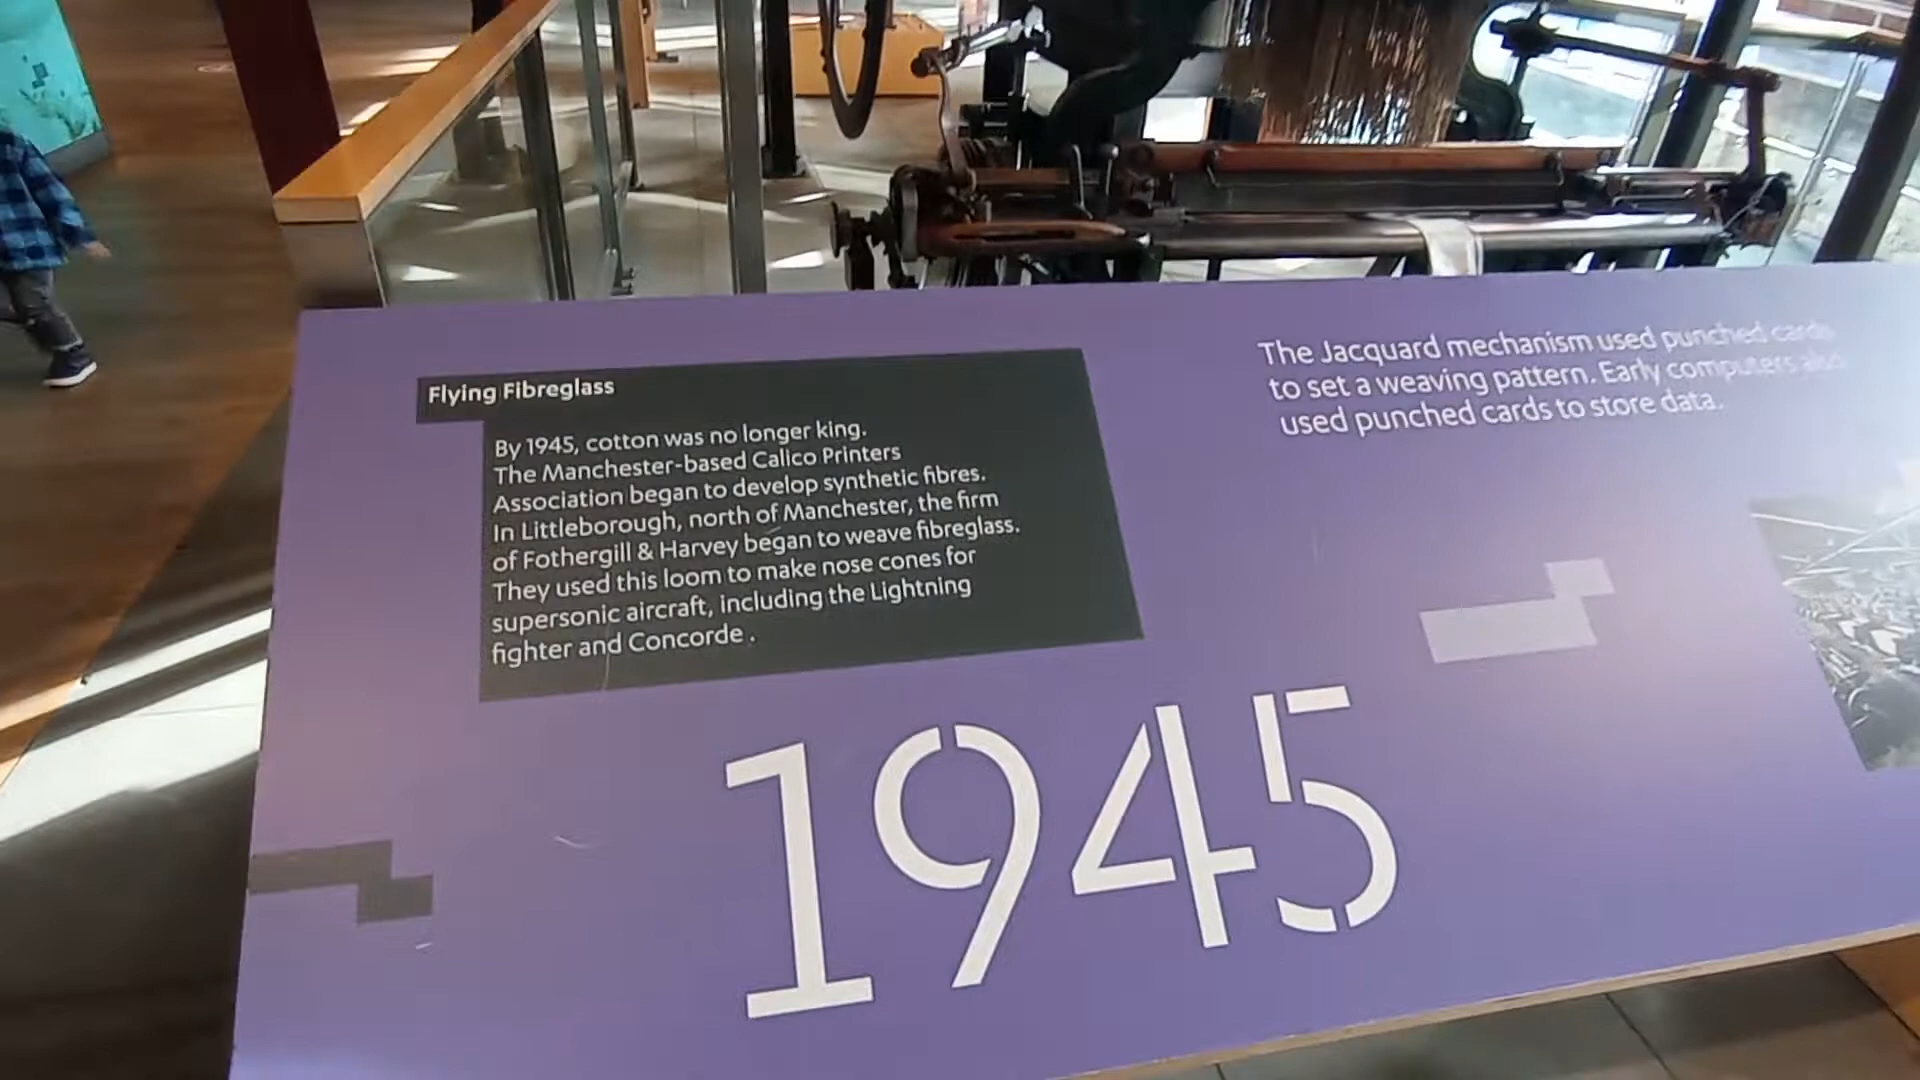 Flying Fibreglass
By 1945, cotton was no longer king.
The Manchester-based Calico Printers
Association began to develop synthetic fibres.
In Littleborough, north of Manchester, the firm
of Fothergill & Harvey began to weave fibreglass.
They used this loom to make nose cones for
supersonic aircraft, including the Lightning
fighter and Concorde .
The Jacquard mechanism used punched cards
to set a weaving pattern. Early computers also
used punched cards to store data.
1945